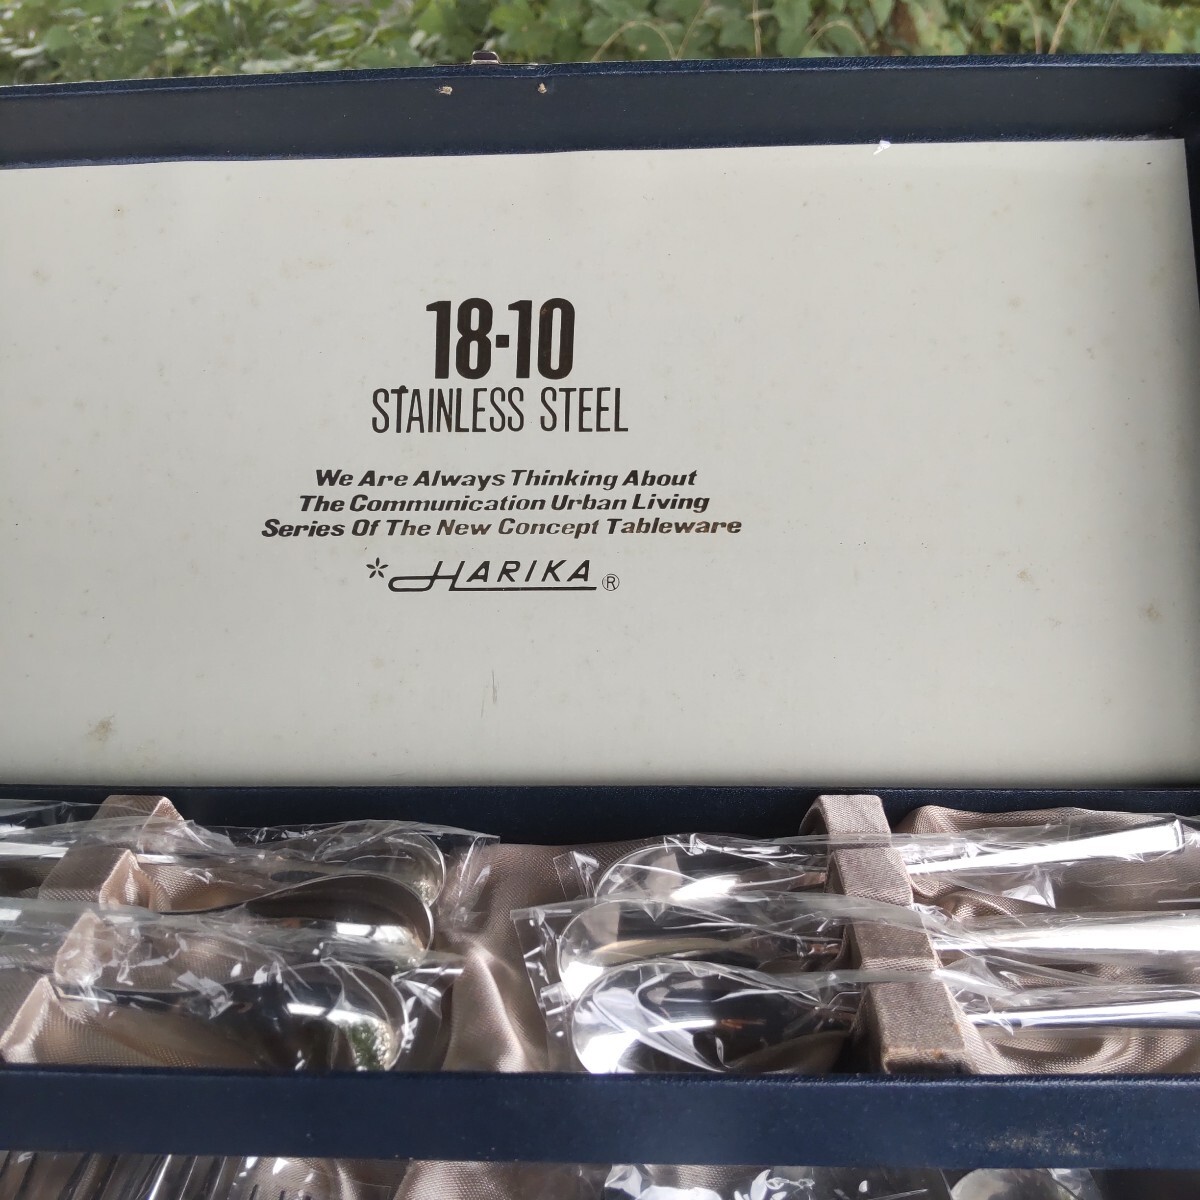 18-10
STAINLESS STEEL
We Are Always Thinking About
The Communication Urban Living
Series Of The New Concept Tableware
*HARIKA®